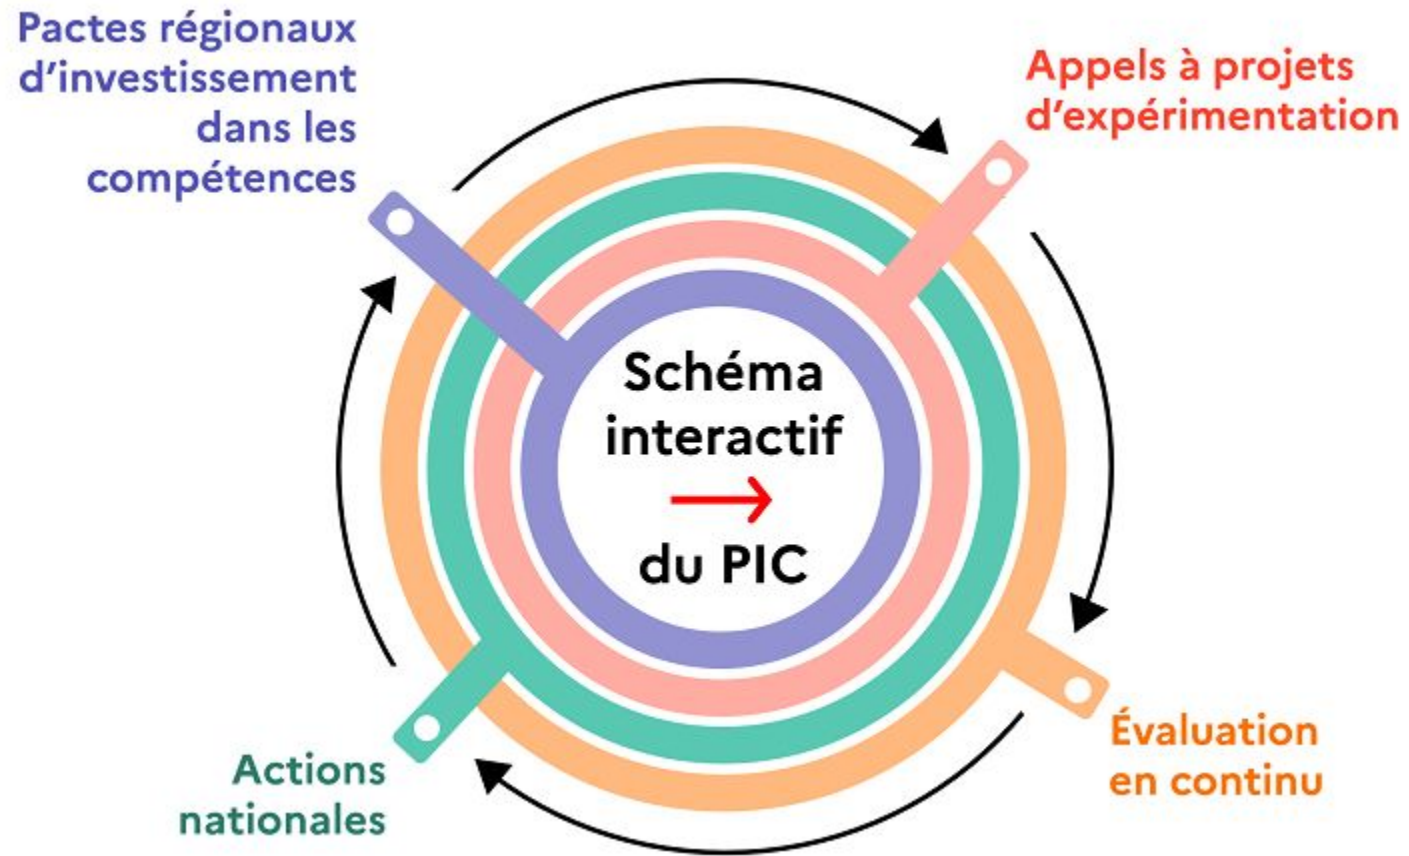 Pactes régionaux
d’investissement
dans les
compétences
Appels à projets
d’expérimentation
Schéma
interactif
du PIC
Évaluation
en continu
Actions
nationales